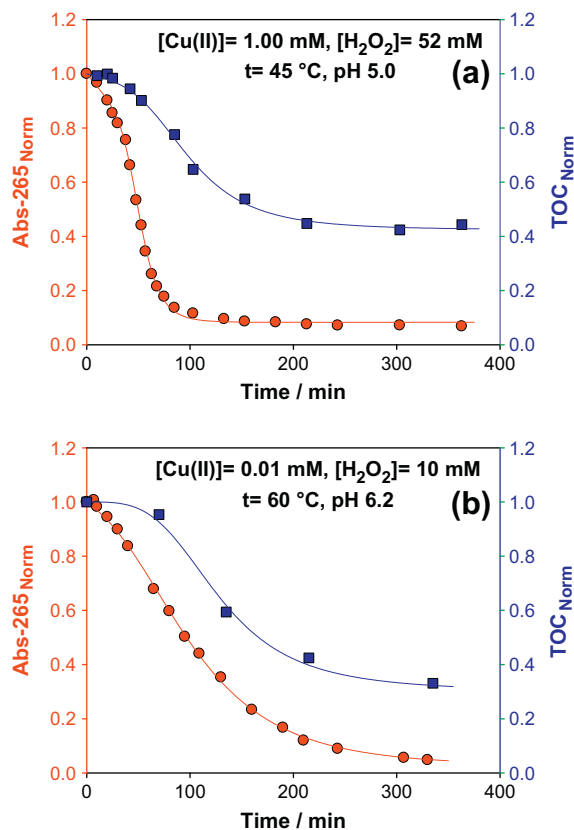 [Cu(II)]= 1.00 mM, [H₂O₂]= 52 mM
t= 45 °C, pH 5.0
(a)
Abs-265Norm
TOCNorm
1.2 1.2
1.0 1.0
0.8 0.8
0.6 0.6
0.4 0.4
0.2 0.2
0.0 0.0
0 100 200 300 400
Time / min
[Cu(II)]= 0.01 mM, [H₂O₂]= 10 mM
t= 60 °C, pH 6.2
(b)
Abs-265Norm
TOCNorm
1.2 1.2
1.0 1.0
0.8 0.8
0.6 0.6
0.4 0.4
0.2 0.2
0.0 0.0
0 100 200 300 400
Time / min